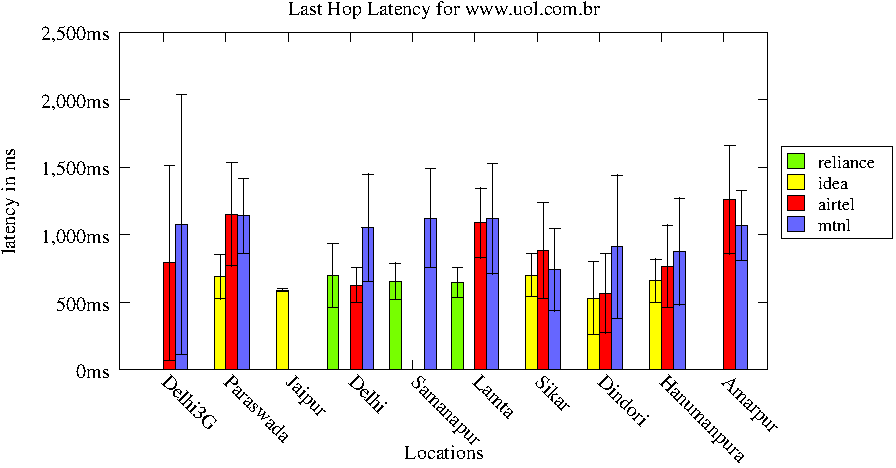 Last Hop Latency for www.uol.com.br
2,500ms
2,000ms
1,500ms
1,000ms
500ms
0ms
latency in ms
reliance
idea
airtel
mtnl
Delhi3G
Paraswada
Jaipur
Delhi
Samanapur
Lamta
Sikar
Dindori
Hanumanpura
Amarpur
Locations